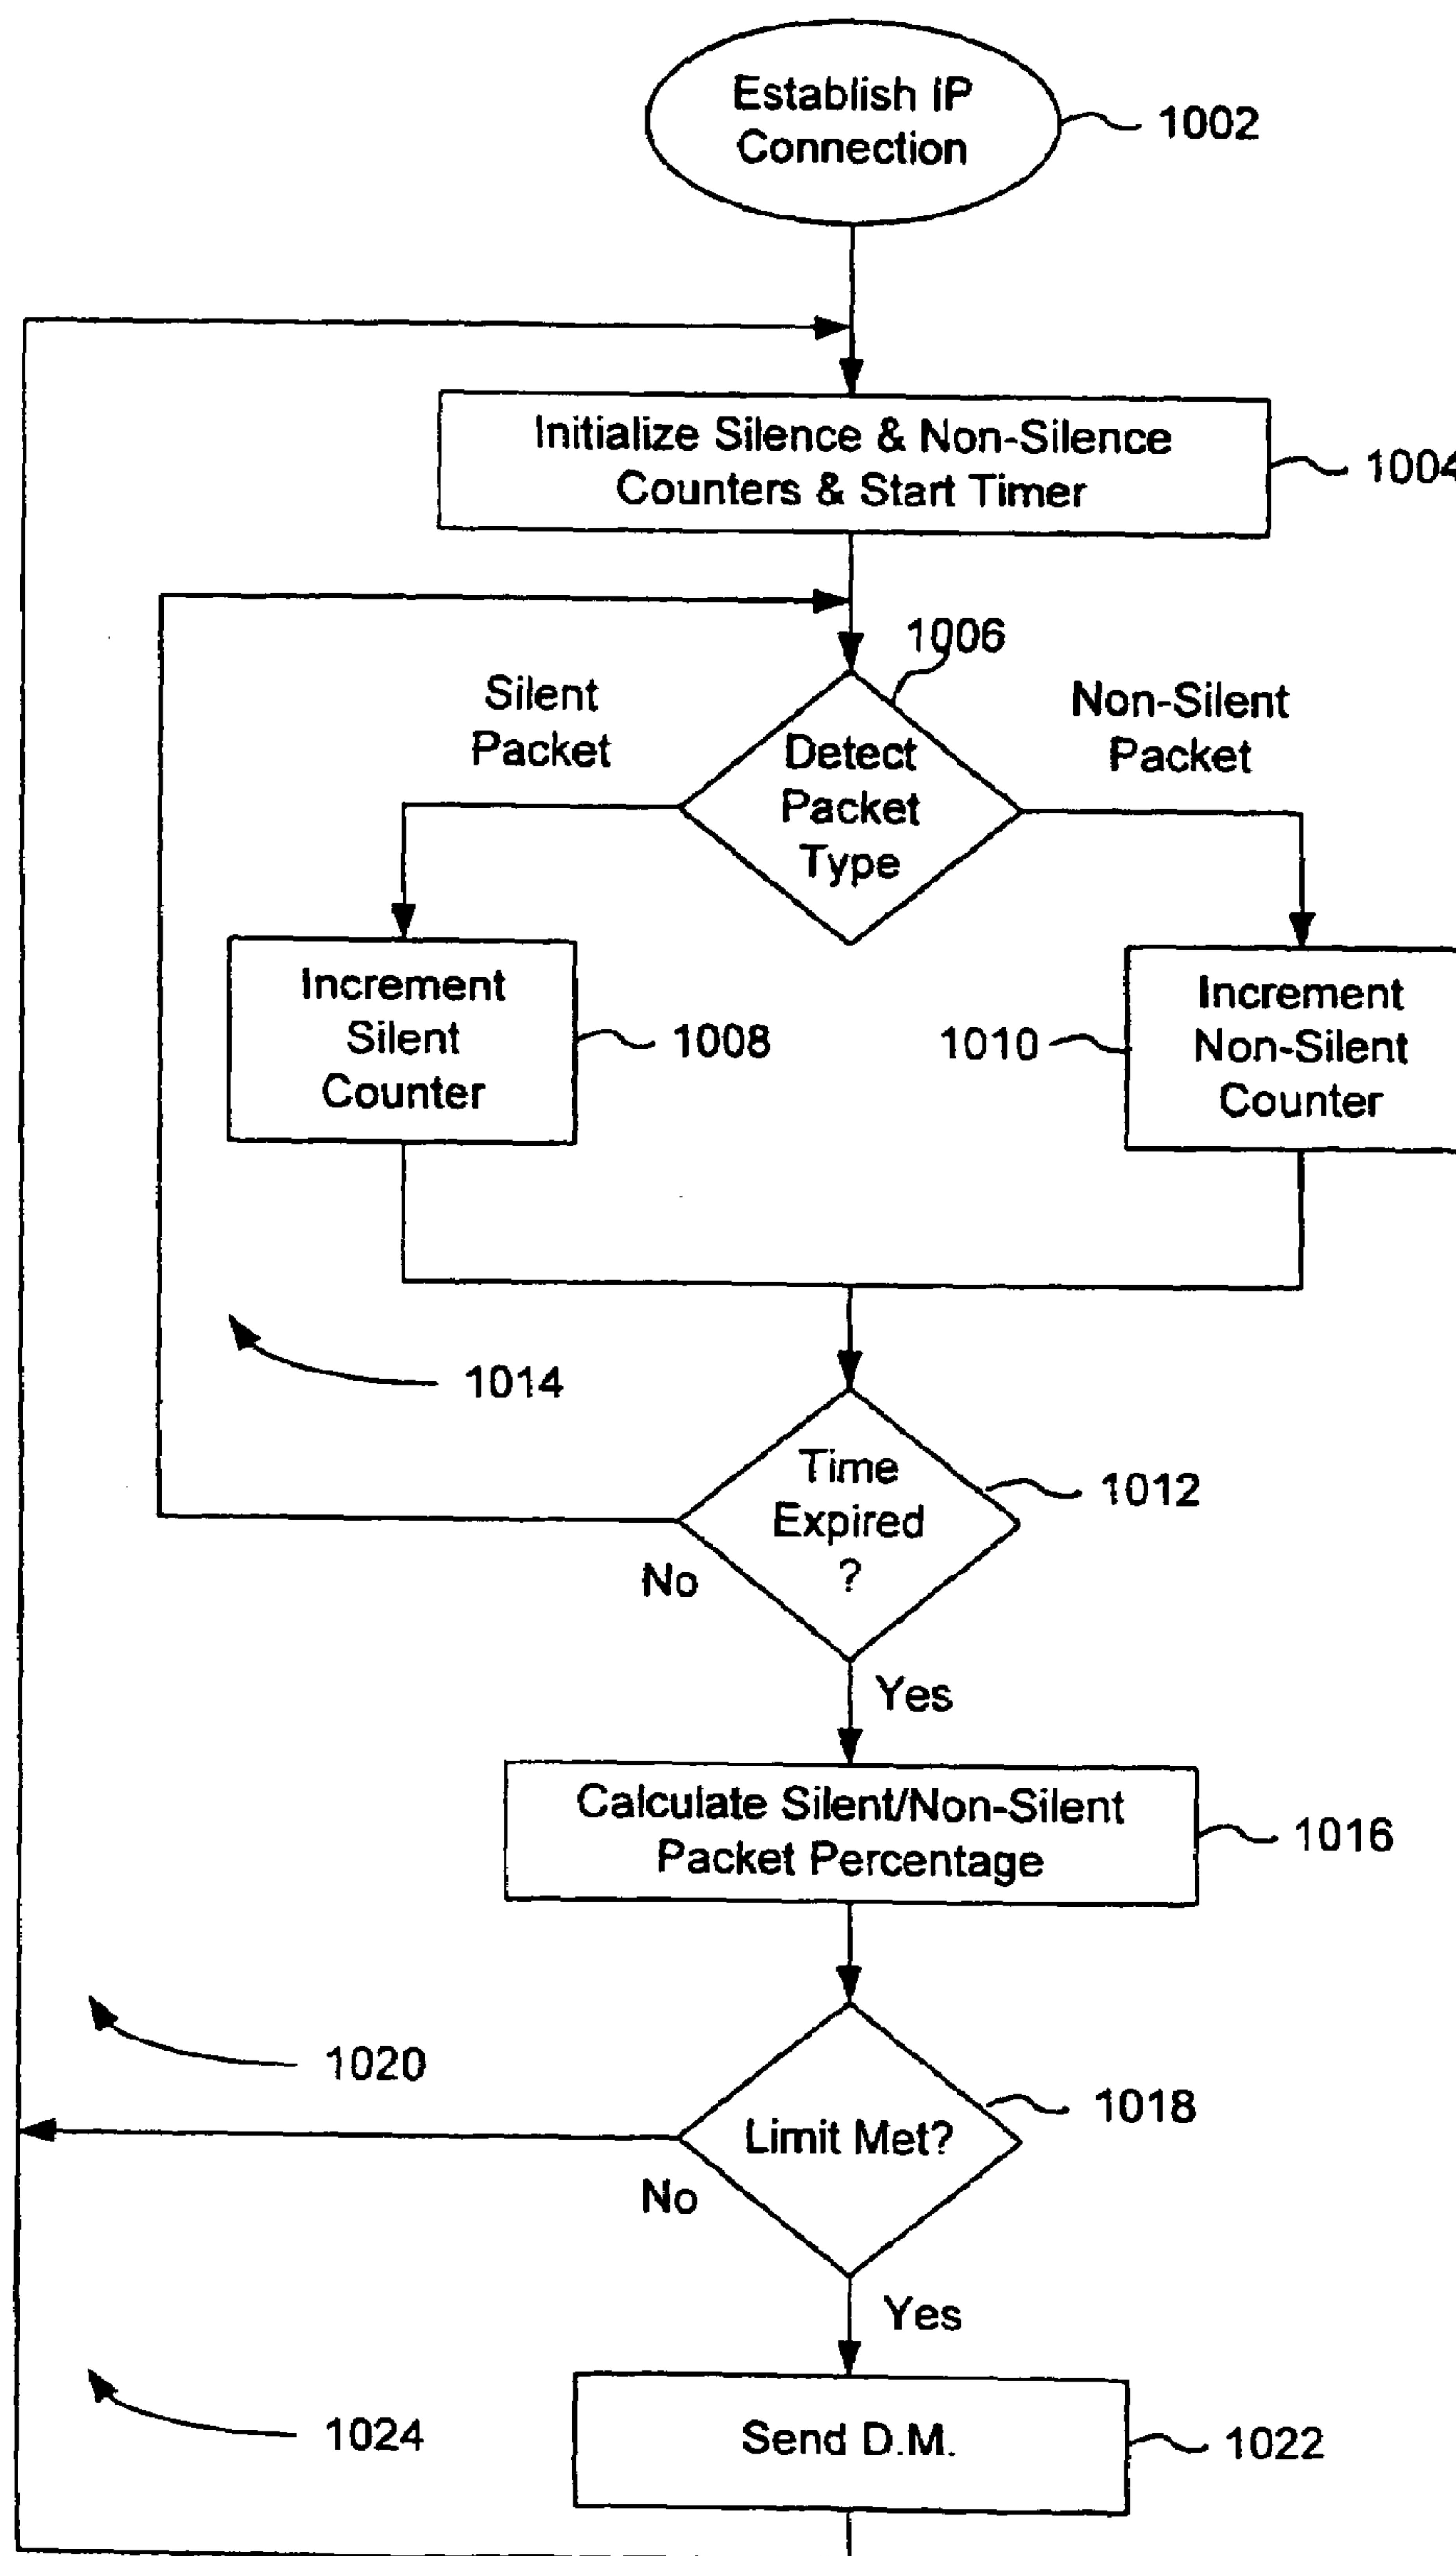 Establish IP
Connection
1002
Initialize Silence & Non-Silence
Counters & Start Timer
1004
1006
Silent
Packet
Non-Silent
Packet
Detect
Packet
Type
Increment
Silent
Counter
1008
1010
Increment
Non-Silent
Counter
1014
Time
Expired
?
1012
No
Yes
Calculate Silent/Non-Silent
Packet Percentage
1016
1020
Limit Met?
1018
No
Yes
1024
Send D.M.
1022